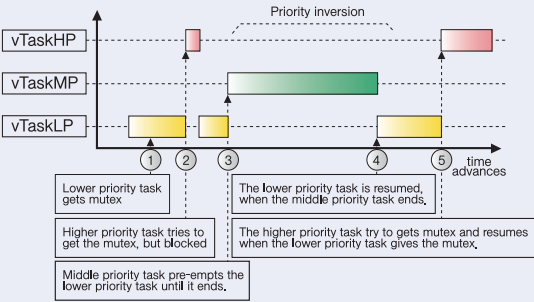 Priority inversion
vTaskHP
vTaskMP
vTaskLP
1
2
3
4
5
time
advances
Lower priority task
gets mutex
The lower priority task is resumed,
when the middle priority task ends.
Higher priority task tries to
get the mutex, but blocked
The higher priority task try to gets mutex and resumes
when the lower priority task gives the mutex.
Middle priority task pre-empts the
lower priority task until it ends.